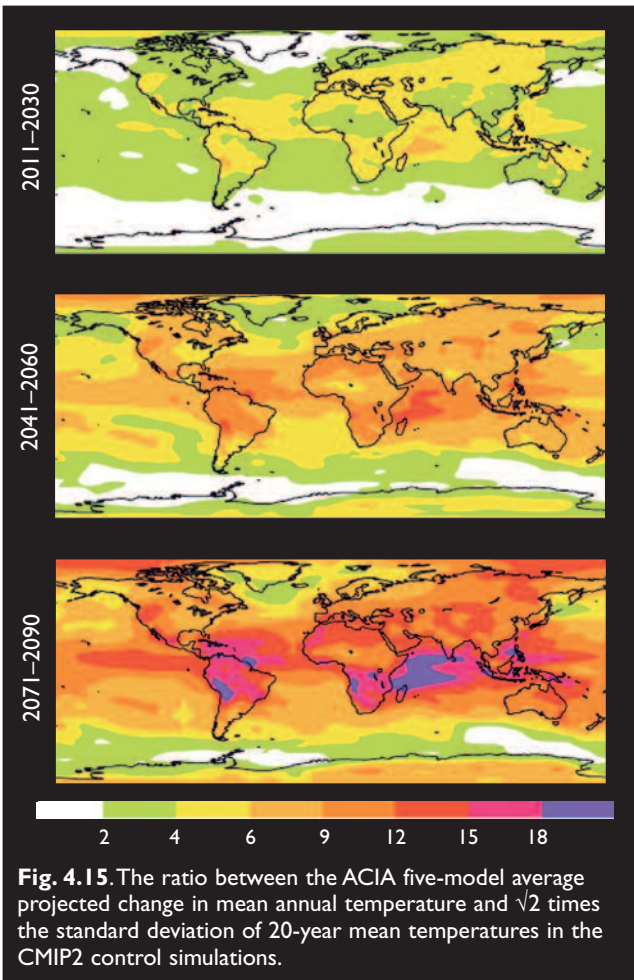 2011–2030
2041–2060
2071–2090
2 4 6 9 12 15 18
Fig. 4.15. The ratio between the ACIA five-model average
projected change in mean annual temperature and √2 times
the standard deviation of 20-year mean temperatures in the
CMIP2 control simulations.